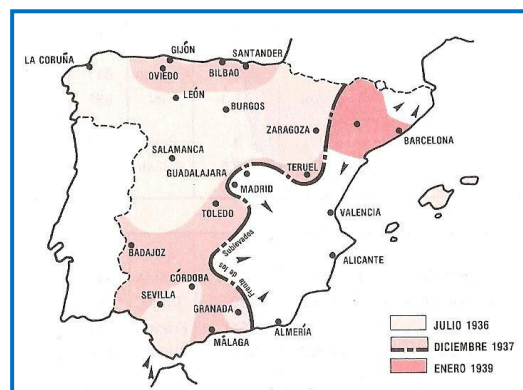 LA CORUÑA
GIJÓN
SANTANDER
OVIEDO
BILBAO
LEÓN
BURGOS
ZARAGOZA
BARCELONA
SALAMANCA
GUADALAJARA
TERUEL
MADRID
TOLEDO
VALENCIA
BADAJOZ
ALICANTE
Frente de los Sublevados
CÓRDOBA
SEVILLA
GRANADA
ALMERÍA
MÁLAGA
JULIO 1936
DICIEMBRE 1937
ENERO 1939